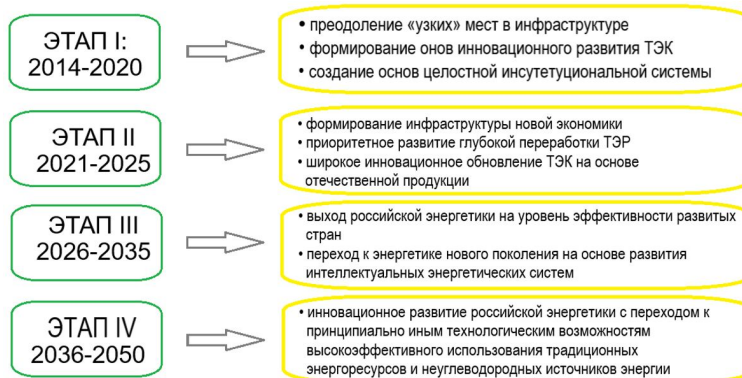 ЭТАП I:
2014-2020
• преодоление «узких» мест в инфраструктуре
• формирование онов инновационного развития ТЭК
• создание основ целостной инсутетуциональной системы
ЭТАП II
2021-2025
• формирование инфраструктуры новой экономики
• приоритетное развитие глубокой переработки ТЭР
• широкое инновационное обновление ТЭК на основе
отечественной продукции
ЭТАП III
2026-2035
• выход российской энергетики на уровень эффективности развитых
стран
• переход к энергетике нового поколения на основе развития
интеллектуальных энергетических систем
ЭТАП IV
2036-2050
• инновационное развитие российской энергетики с переходом к
принципиально иным технологическим возможностям
высокоэффективного использования традиционных
энергоресурсов и неуглеводородных источников энергии